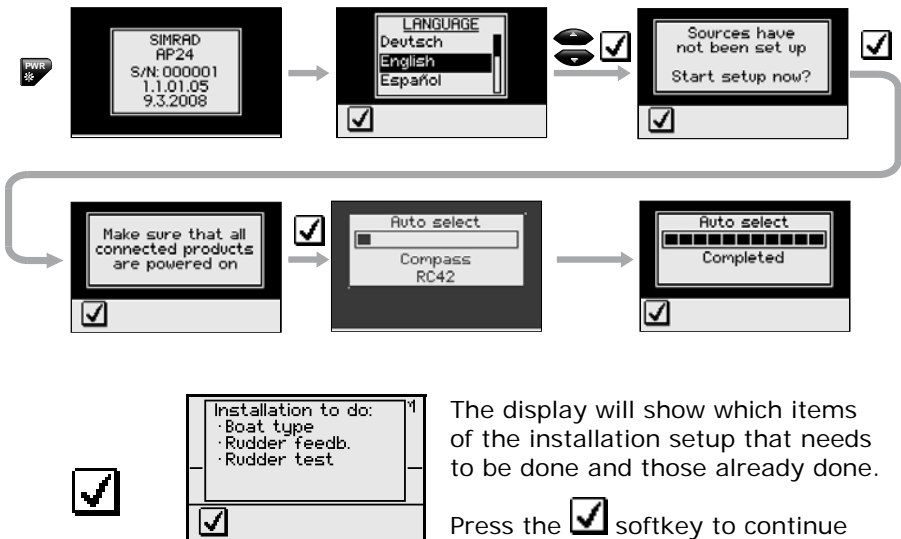 PWR
SIMRAD
AP24
S/N: 000001
1.1.01.05
9.3.2008
LANGUAGE
Deutsch
English
Español
Sources have
not been set up
Start setup now?
Make sure that all
connected products
are powered on
Auto select
Compass
RC42
Auto select
Completed
Installation to do:
·Boat type
·Rudder feedb.
·Rudder test
The display will show which items
of the installation setup that needs
to be done and those already done.
Press the softkey to continue